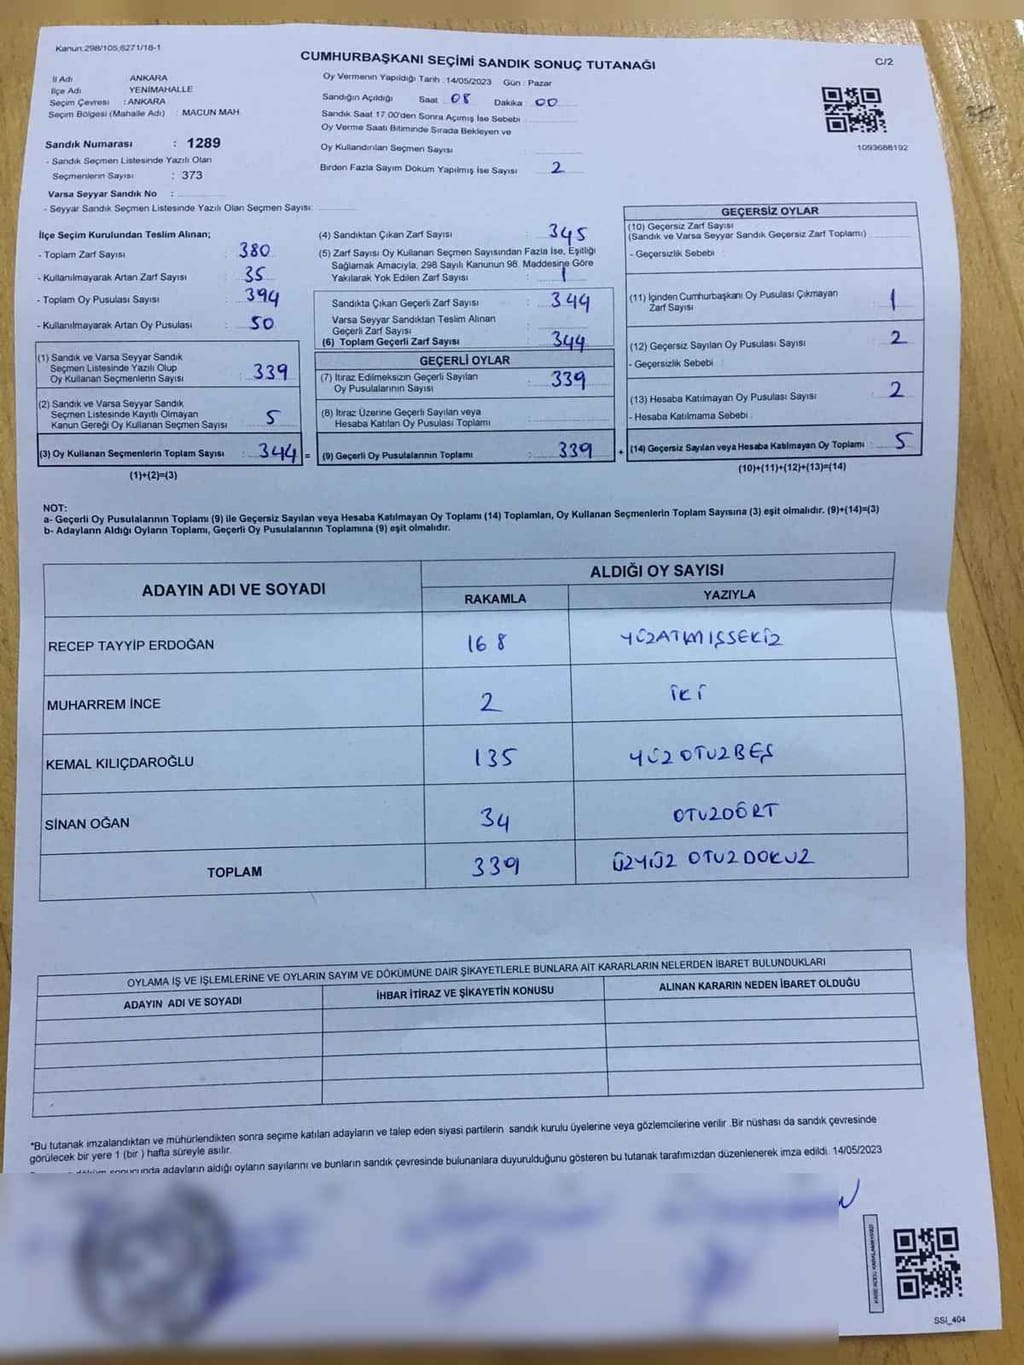 Kanun:298/105,6271/18-1
CUMHURBAŞKANI SEÇİMİ SANDIK SONUÇ TUTANAĞI
C/2
İl Adı ANKARA
İlçe Adı YENİMAHALLE
Seçim Çevresi : ANKARA
Seçim Bölgesi (Mahalle Adı) : MACUN MAH
Oy Vermenin Yapıldığı Tarih : 14/05/2023 Gün : Pazar
Sandığın Açıldığı Saat 08 Dakika 00
Sandık Saat 17.00'den Sonra Açılmış İse Sebebi
Oy Verme Saati Bitiminde Sırada Bekleyen ve
Oy Kullandırılan Seçmen Sayısı
Birden Fazla Sayım Döküm Yapılmış İse Sayısı : 2
1093688192
Sandık Numarası : 1289
- Sandık Seçmen Listesinde Yazılı Olan
Seçmenlerin Sayısı : 373
Varsa Seyyar Sandık No :
- Seyyar Sandık Seçmen Listesinde Yazılı Olan Seçmen Sayısı:
İlçe Seçim Kurulundan Teslim Alınan;
- Toplam Zarf Sayısı : 380
- Kullanılmayarak Artan Zarf Sayısı : 35
- Toplam Oy Pusulası Sayısı : 394
- Kullanılmayarak Artan Oy Pusulası : 50
(1) Sandık ve Varsa Seyyar Sandık
Seçmen Listesinde Yazılı Olup
Oy Kullanan Seçmenlerin Sayısı : 339
(2) Sandık ve Varsa Seyyar Sandık
Seçmen Listesinde Kayıtlı Olmayan
Kanun Gereği Oy Kullanan Seçmen Sayısı : 5
(3) Oy Kullanan Seçmenlerin Toplam Sayısı : 344 =
(1)+(2)=(3)
(4) Sandıktan Çıkan Zarf Sayısı : 345
(5) Zarf Sayısı Oy Kullanan Seçmen Sayısından Fazla İse, Eşitliği
Sağlamak Amacıyla, 298 Sayılı Kanunun 98. Maddesine Göre
Yakılarak Yok Edilen Zarf Sayısı : 1
Sandıkta Çıkan Geçerli Zarf Sayısı : 344
Varsa Seyyar Sandıktan Teslim Alınan
Geçerli Zarf Sayısı
(6) Toplam Geçerli Zarf Sayısı : 344
GEÇERLİ OYLAR
(7) İtiraz Edilmeksizin Geçerli Sayılan
Oy Pusulalarının Sayısı : 339
(8) İtiraz Üzerine Geçerli Sayılan veya
Hesaba Katılan Oy Pusulası Toplamı :
(9) Geçerli Oy Pusulalarının Toplamı : 339 +
GEÇERSİZ OYLAR
(10) Geçersiz Zarf Sayısı
(Sandık ve Varsa Seyyar Sandık Geçersiz Zarf Toplamı)
- Geçersizlik Sebebi :
(11) İçinden Cumhurbaşkanı Oy Pusulası Çıkmayan
Zarf Sayısı : 1
(12) Geçersiz Sayılan Oy Pusulası Sayısı : 2
- Geçersizlik Sebebi :
(13) Hesaba Katılmayan Oy Pusulası Sayısı : 2
- Hesaba Katılmama Sebebi :
(14) Geçersiz Sayılan veya Hesaba Katılmayan Oy Toplamı : 5
(10)+(11)+(12)+(13)=(14)
NOT:
a- Geçerli Oy Pusulalarının Toplamı (9) ile Geçersiz Sayılan veya Hesaba Katılmayan Oy Toplamı (14) Toplamları, Oy Kullanan Seçmenlerin Toplam Sayısına (3) eşit olmalıdır. (9)+(14)=(3)
b- Adayların Aldığı Oyların Toplamı, Geçerli Oy Pusulalarının Toplamına (9) eşit olmalıdır.
ADAYIN ADI VE SOYADI
ALDIĞI OY SAYISI
RAKAMLA YAZIYLA
RECEP TAYYİP ERDOĞAN 168 YÜZATMIŞSEKİZ
MUHARREM İNCE 2 İKİ
KEMAL KILIÇDAROĞLU 135 YÜZ OTUZBEŞ
SİNAN OĞAN 34 OTUZDÖRT
TOPLAM 339 ÜZYÜZ OTUZ DOKUZ
OYLAMA İŞ VE İŞLEMLERİNE VE OYLARIN SAYIM VE DÖKÜMÜNE DAİR ŞİKAYETLERLE BUNLARA AİT KARARLARIN NELERDEN İBARET BULUNDUKLARI
ADAYIN ADI VE SOYADI İHBAR İTİRAZ VE ŞİKAYETİN KONUSU ALINAN KARARIN NEDEN İBARET OLDUĞU
*Bu tutanak imzalandıktan ve mühürlendikten sonra seçime katılan adayların ve talep eden siyasi partilerin sandık kurulu üyelerine veya gözlemcilerine verilir .Bir nüshası da sandık çevresinde
görülecek bir yere 1 (bir ) hafta süreyle asılır.
adayların aldığı oyların sayılarını ve bunların sandık çevresinde bulunanlara duyurulduğunu gösteren bu tutanak tarafımızdan düzenlenerek imza edildi. 14/05/2023
SSI_404